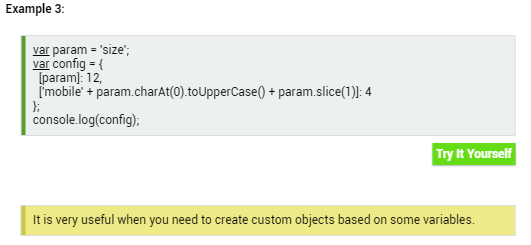 Example 3:
var param = 'size';
var config = {
[param]: 12,
['mobile' + param.charAt(0).toUpperCase() + param.slice(1)]: 4
};
console.log(config);
Try It Yourself
It is very useful when you need to create custom objects based on some variables.